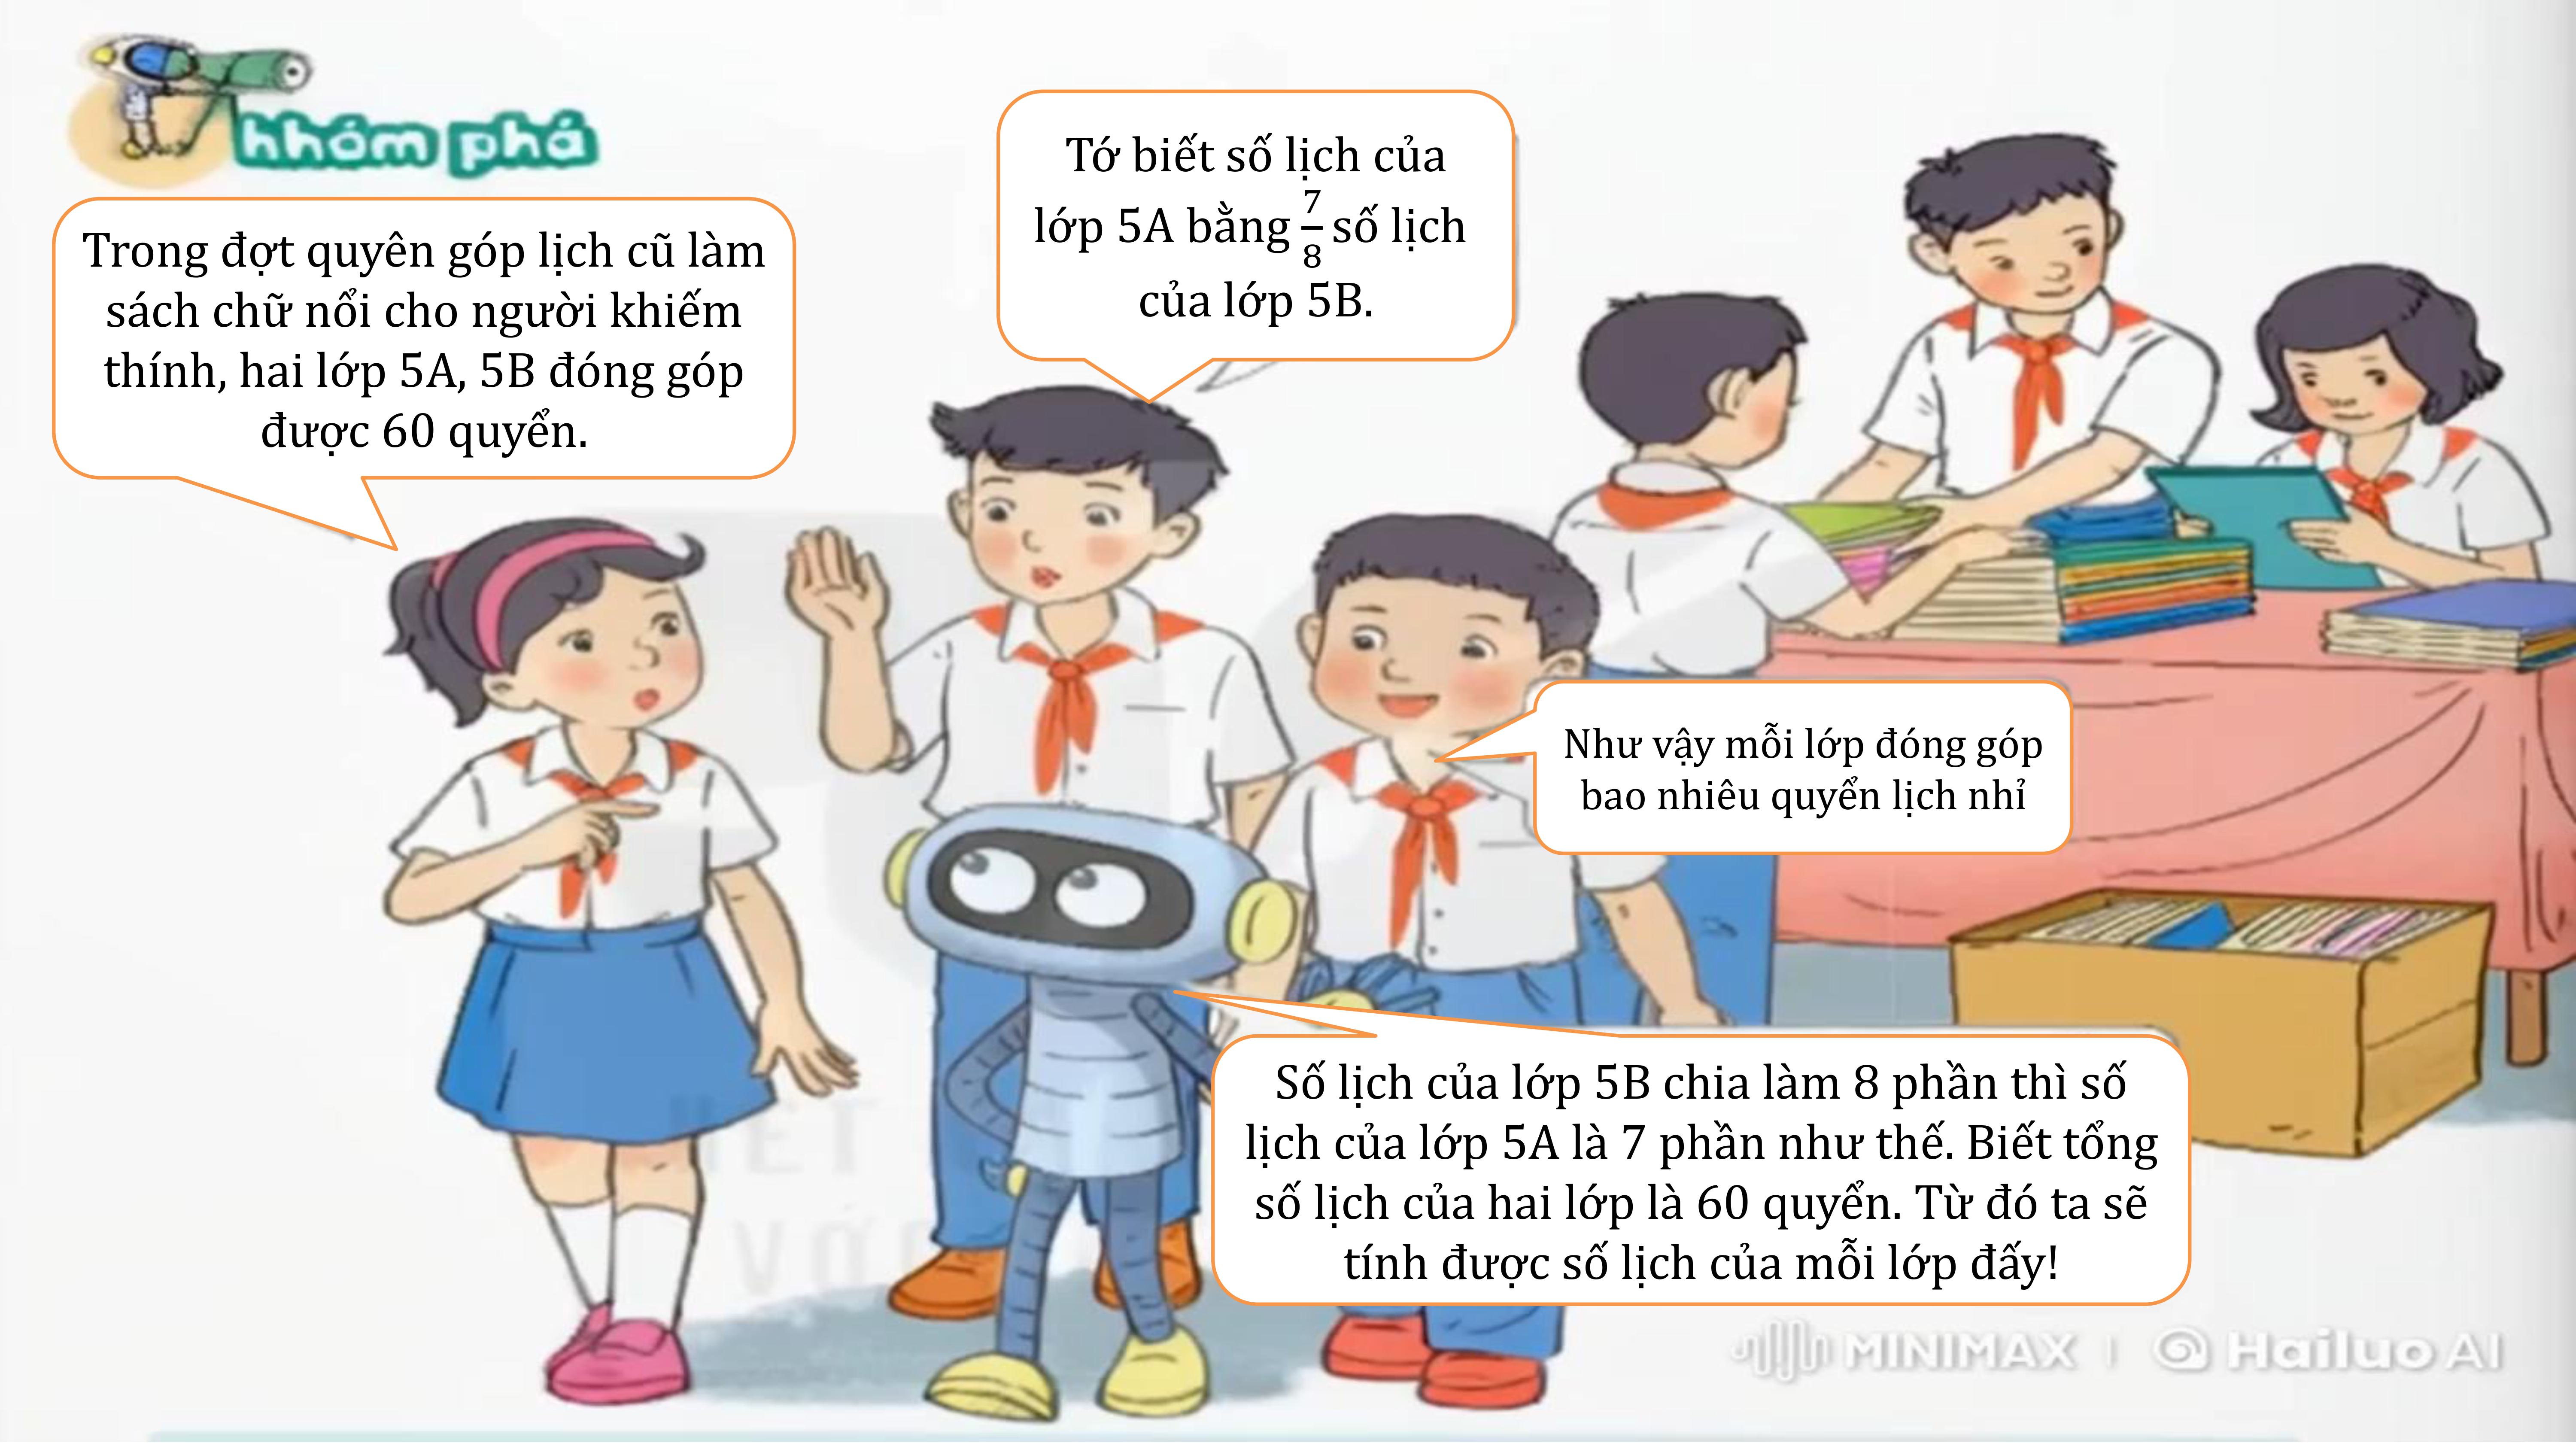 Khám phá
Trong đợt quyên góp lịch cũ làm
sách chữ nổi cho người khiếm
thính, hai lớp 5A, 5B đóng góp
được 60 quyển.
Tớ biết số lịch của
lớp 5A bằng 7/8 số lịch
của lớp 5B.
Như vậy mỗi lớp đóng góp
bao nhiêu quyển lịch nhỉ
Số lịch của lớp 5B chia làm 8 phần thì số
lịch của lớp 5A là 7 phần như thế. Biết tổng
số lịch của hai lớp là 60 quyển. Từ đó ta sẽ
tính được số lịch của mỗi lớp đấy!
MINIMAX | Hailuo AI